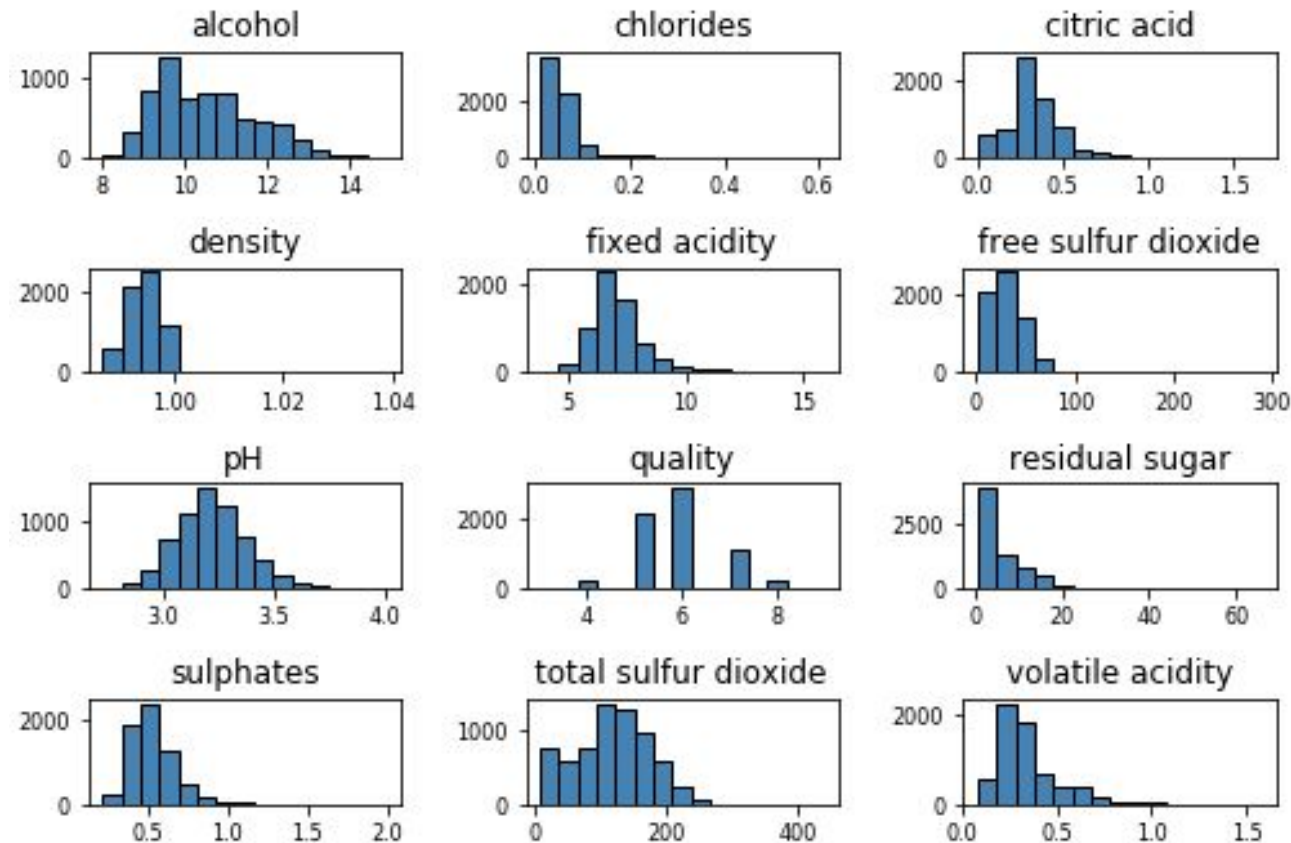 alcohol chlorides citric acid
1000 2000 2000
0 0 0
8 10 12 14 0.0 0.2 0.4 0.6 0.0 0.5 1.0 1.5
density fixed acidity free sulfur dioxide
2000 2000 2000
0 0 0
1.00 1.02 1.04 5 10 15 0 100 200 300
pH quality residual sugar
1000 2000 2500
0 0 0
3.0 3.5 4.0 4 6 8 0 20 40 60
sulphates total sulfur dioxide volatile acidity
2000 1000 2000
0 0 0
0.5 1.0 1.5 2.0 0 200 400 0.0 0.5 1.0 1.5